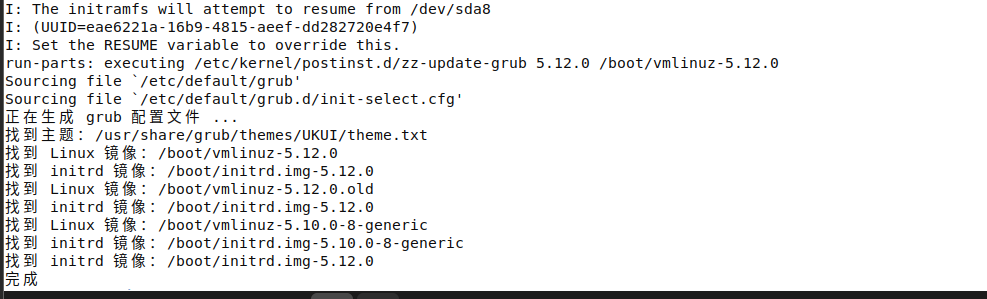 I: The initramfs will attempt to resume from /dev/sda8
I: (UUID=eae6221a-16b9-4815-aeef-dd282720e4f7)
I: Set the RESUME variable to override this.
run-parts: executing /etc/kernel/postinst.d/zz-update-grub 5.12.0 /boot/vmlinuz-5.12.0
Sourcing file `/etc/default/grub'
Sourcing file `/etc/default/grub.d/init-select.cfg'
正在生成 grub 配置文件 ...
找到主题：/usr/share/grub/themes/UKUI/theme.txt
找到 Linux 镜像：/boot/vmlinuz-5.12.0
找到 initrd 镜像：/boot/initrd.img-5.12.0
找到 Linux 镜像：/boot/vmlinuz-5.12.0.old
找到 initrd 镜像：/boot/initrd.img-5.12.0
找到 Linux 镜像：/boot/vmlinuz-5.10.0-8-generic
找到 initrd 镜像：/boot/initrd.img-5.10.0-8-generic
找到 initrd 镜像：/boot/initrd.img-5.12.0
完成